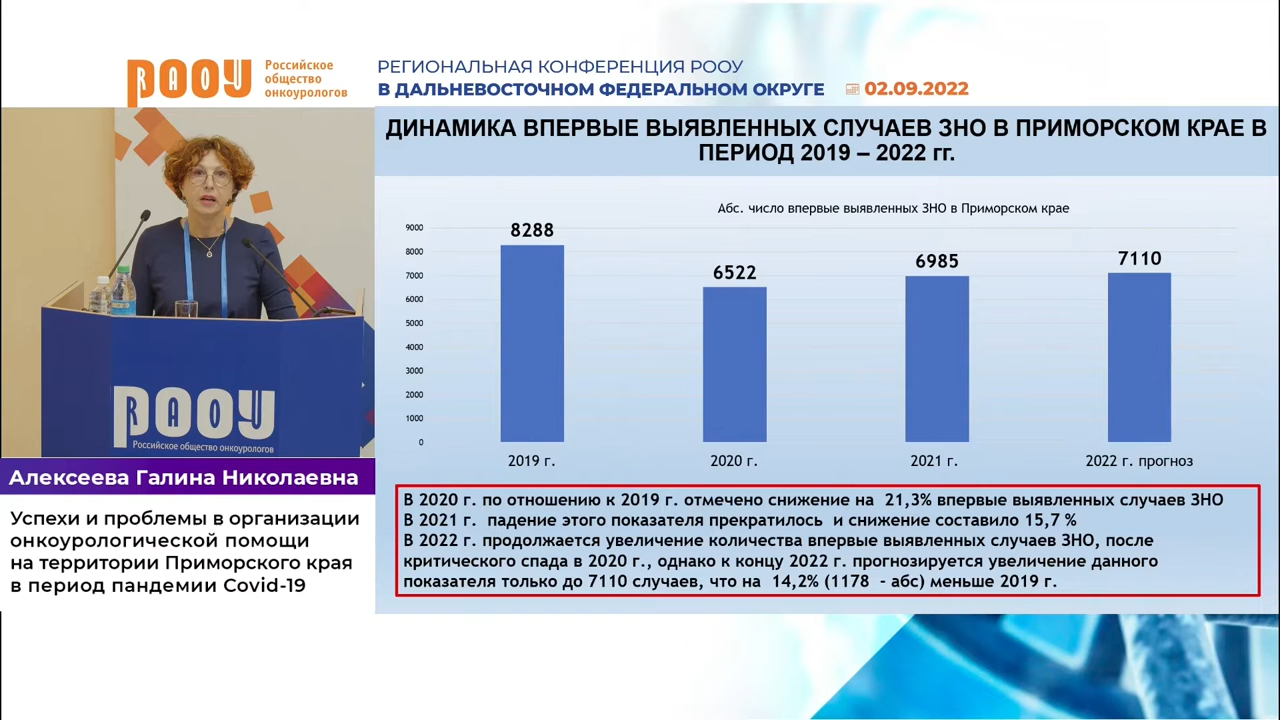 РООУ
RAOU
Российское
общество
онкоурологов
РЕГИОНАЛЬНАЯ КОНФЕРЕНЦИЯ РООУ
В ДАЛЬНЕВОСТОЧНОМ ФЕДЕРАЛЬНОМ ОКРУГЕ
02.09.2022
ДИНАМИКА ВПЕРВЫЕ ВЫЯВЛЕННЫХ СЛУЧАЕВ ЗНО В ПРИМОРСКОМ КРАЕ В
ПЕРИОД 2019 – 2022 гг.
Абс. число впервые выявленных ЗНО в Приморском крае
9000
8000
7000
6000
5000
4000
3000
2000
1000
0
8288
6522
6985
7110
2019 г.
2020 г.
2021 г.
2022 г. прогноз
В 2020 г. по отношению к 2019 г. отмечено снижение на 21,3% впервые выявленных случаев ЗНО
В 2021 г. падение этого показателя прекратилось и снижение составило 15,7 %
В 2022 г. продолжается увеличение количества впервые выявленных случаев ЗНО, после
критического спада в 2020 г., однако к концу 2022 г. прогнозируется увеличение данного
показателя только до 7110 случаев, что на 14,2% (1178 - абс) меньше 2019 г.
РООУ
RAOU
Российское общество онкоурологов
Алексеева Галина Николаевна
Успехи и проблемы в организации
онкоурологической помощи
на территории Приморского края
в период пандемии Covid-19